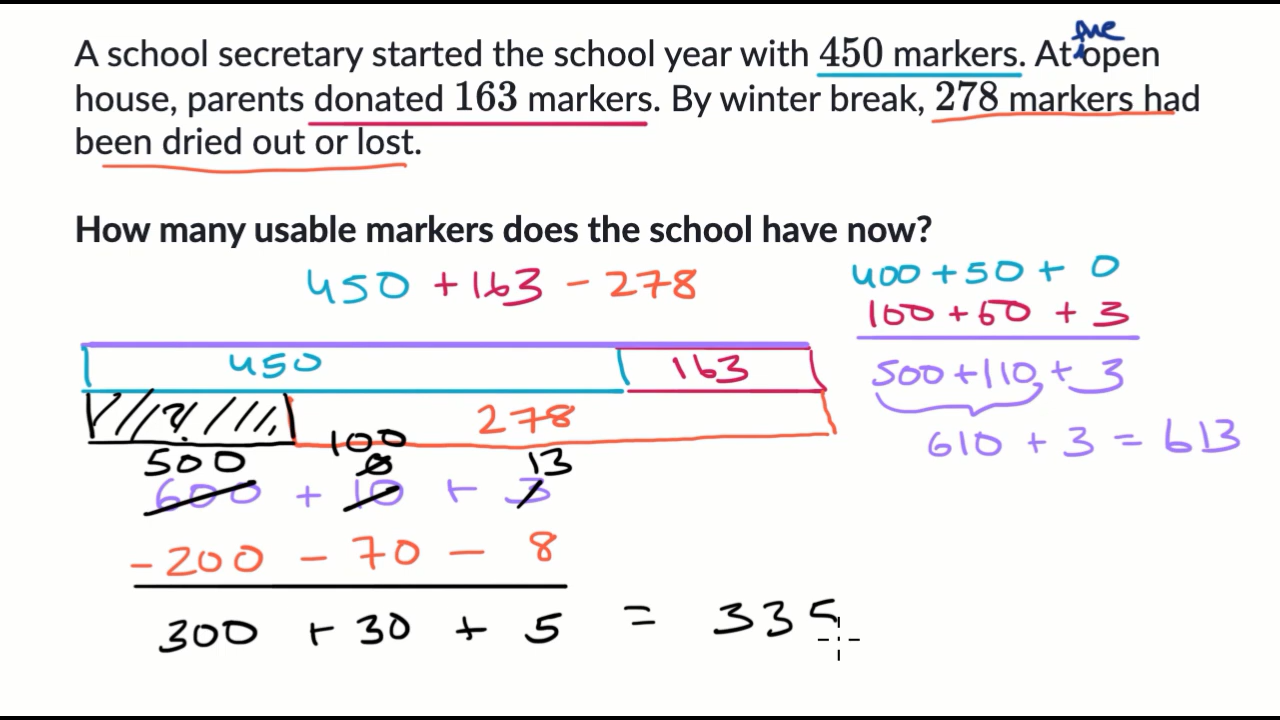 the
A school secretary started the school year with 450 markers. At open
house, parents donated 163 markers. By winter break, 278 markers had
been dried out or lost.
How many usable markers does the school have now?
450 + 163 - 278
400 + 50 + 0
100 + 60 + 3
450 163
500 + 110 + 3
? 278
610 + 3 = 613
100
500 0 13
600 + 10 + 3
- 200 - 70 - 8
300 + 30 + 5 = 335